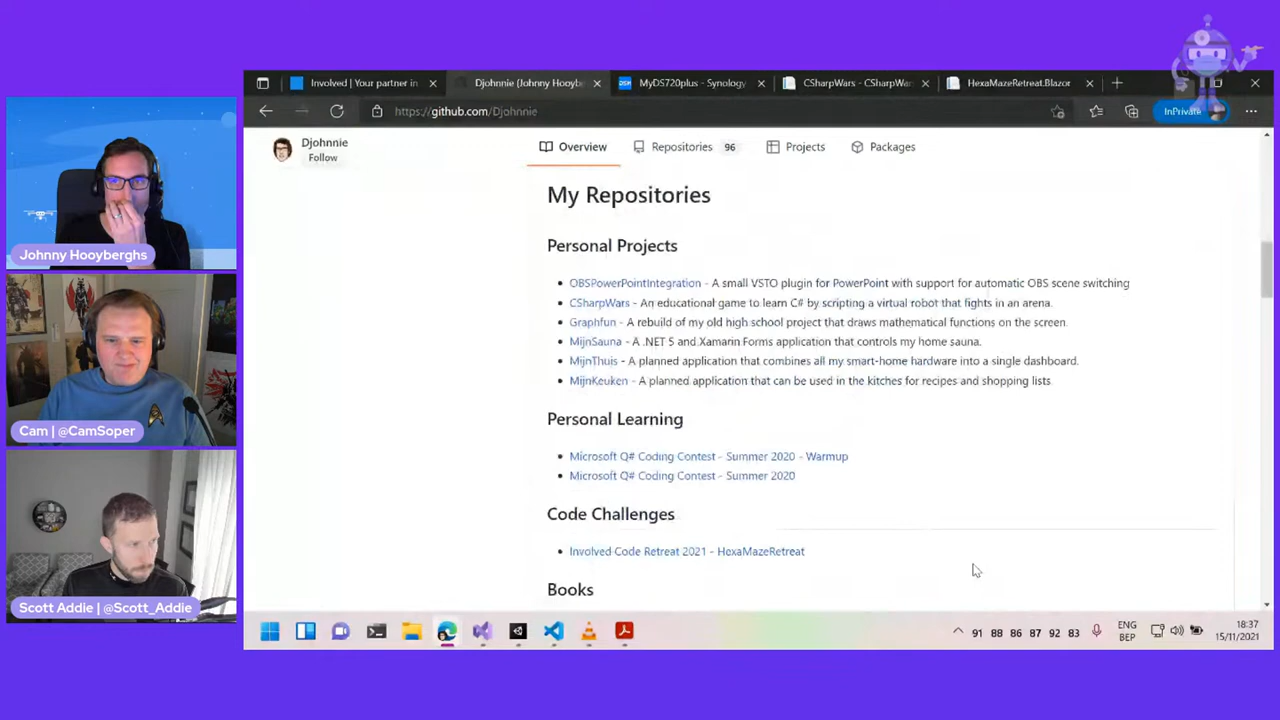 Involved | Your partner in
Djohnnie (Johnny Hooybe
MyDS720plus - Synology
CSharpWars - CSharpWa
HexaMazeRetreat.Blazor
https://github.com/Djohnnie
InPrivate
Djohnnie
Follow
Overview
Repositories 96
Projects
Packages
My Repositories
Personal Projects
OBSPowerPointIntegration - A small VSTO plugin for PowerPoint with support for automatic OBS scene switching
CSharpWars - An educational game to learn C# by scripting a virtual robot that fights in an arena.
Graphfun - A rebuild of my old high school project that draws mathematical functions on the screen.
MijnSauna - A .NET 5 and Xamarin Forms application that controls my home sauna.
MijnThuis - A planned application that combines all my smart-home hardware into a single dashboard.
MijnKeuken - A planned application that can be used in the kitches for recipes and shopping lists.
Personal Learning
Microsoft Q# Coding Contest - Summer 2020 - Warmup
Microsoft Q# Coding Contest - Summer 2020
Code Challenges
Involved Code Retreat 2021 - HexaMazeRetreat
Books
Johnny Hooyberghs
Cam | @CamSoper
Scott Addie | @Scott_Addie
91 88 86 87 92 83
ENG
BEP
18:37
15/11/2021